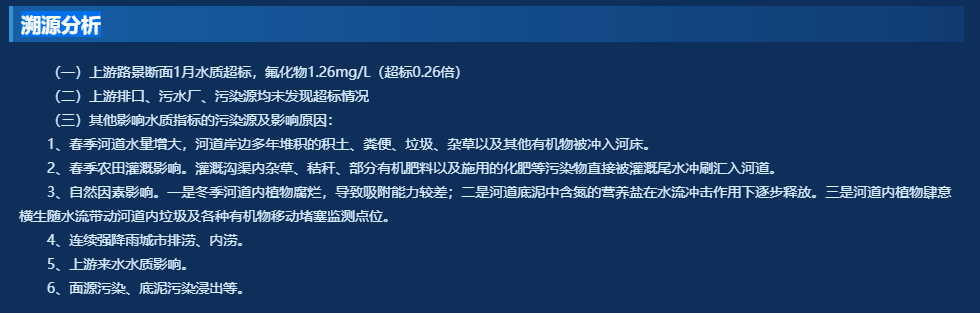 溯源分析
（一）上游路景断面1月水质超标，氟化物1.26mg/L（超标0.26倍）
（二）上游排口、污水厂、污染源均未发现超标情况
（三）其他影响水质指标的污染源及影响原因：
1、春季河道水量增大，河道岸边多年堆积的积土、粪便、垃圾、杂草以及其他有机物被冲入河床。
2、春季农田灌溉影响。灌溉沟渠内杂草、秸秆、部分有机肥料以及施用的化肥等污染物直接被灌溉尾水冲刷汇入河道。
3、自然因素影响。一是冬季河道内植物腐烂，导致吸附能力较差；二是河道底泥中含氮的营养盐在水流冲击作用下逐步释放。三是河道内植物肆意
横生随水流带动河道内垃圾及各种有机物移动堵塞监测点位。
4、连续强降雨城市排涝、内涝。
5、上游来水水质影响。
6、面源污染、底泥污染浸出等。